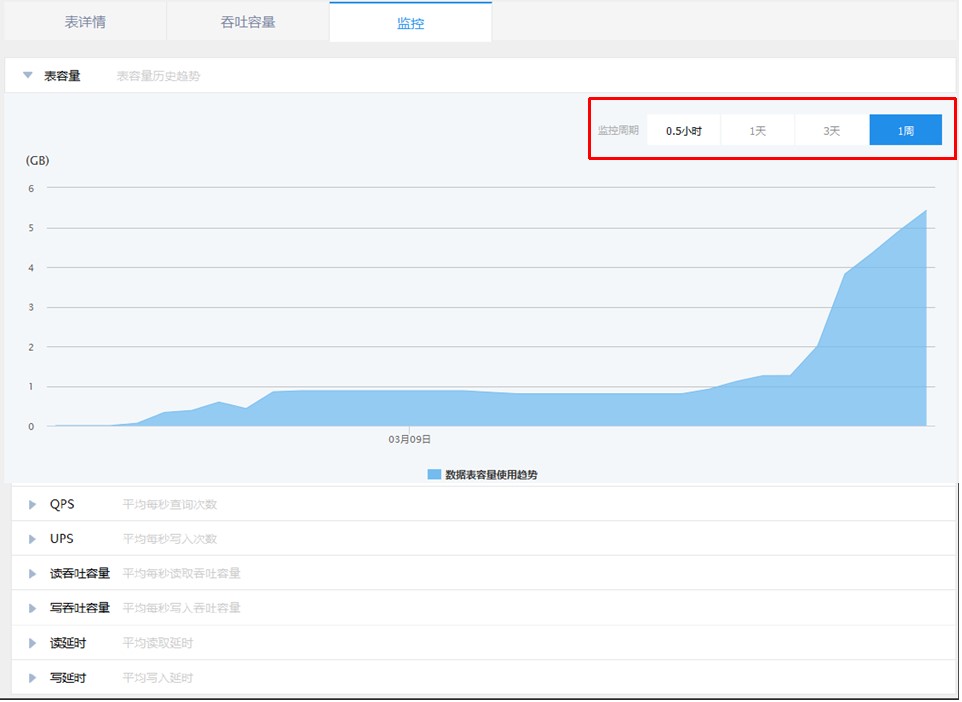 表详情 吞吐容量 监控
表容量 表容量历史趋势
监控周期 0.5小时 1天 3天 1周
(GB)
6
5
4
3
2
1
0
03月09日
数据表容量使用趋势
QPS 平均每秒查询次数
UPS 平均每秒写入次数
读吞吐容量 平均每秒读取吞吐容量
写吞吐容量 平均每秒写入吞吐容量
读延时 平均读取延时
写延时 平均写入延时